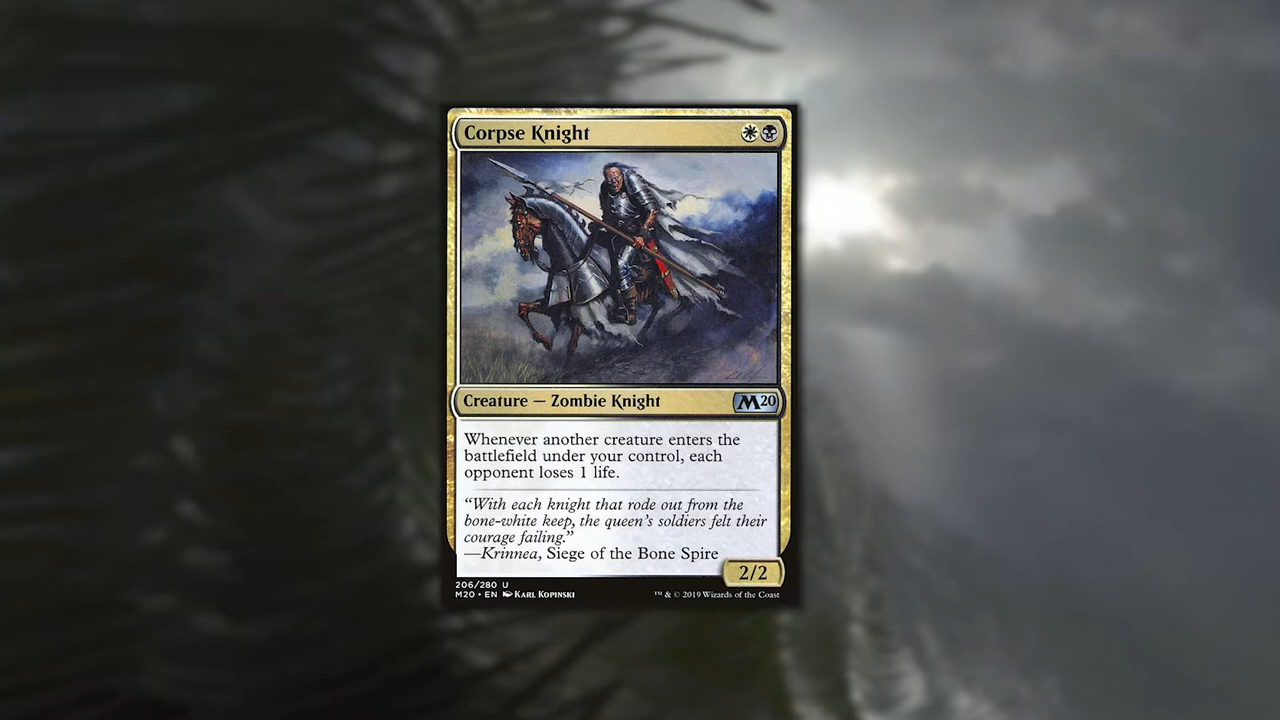 Corpse Knight
Creature — Zombie Knight
M20
Whenever another creature enters the
battlefield under your control, each
opponent loses 1 life.
“With each knight that rode out from the
bone-white keep, the queen’s soldiers felt their
courage failing.”
—Krinnea, Siege of the Bone Spire
2/2
206/280 U
M20 • EN Karl Kopinski
™ & © 2019 Wizards of the Coast